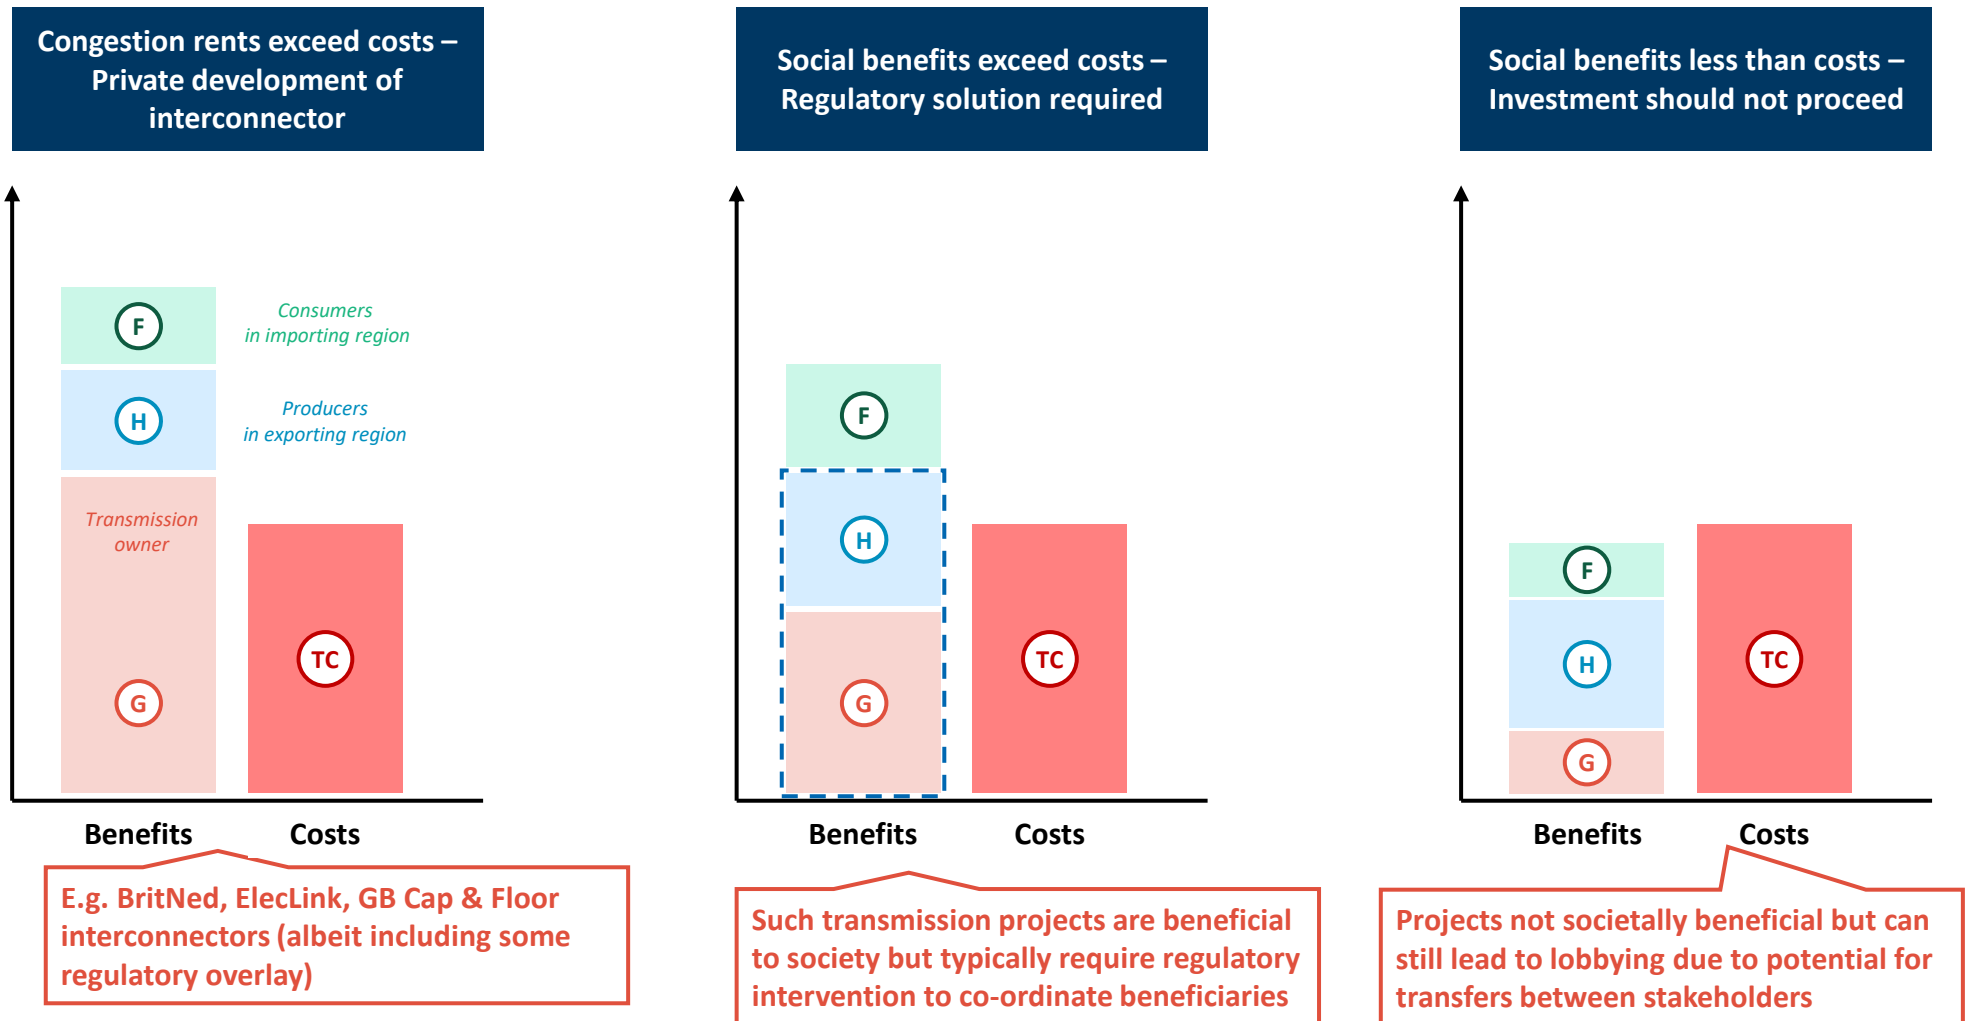 Congestion rents exceed costs –
Private development of
interconnector
F
Consumers
in importing region
H
Producers
in exporting region
Transmission
owner
G
TC
Benefits
Costs
E.g. BritNed, ElecLink, GB Cap & Floor
interconnectors (albeit including some
regulatory overlay)
Social benefits exceed costs –
Regulatory solution required
F
H
G
TC
Benefits
Costs
Such transmission projects are beneficial
to society but typically require regulatory
intervention to co-ordinate beneficiaries
Social benefits less than costs –
Investment should not proceed
F
H
G
TC
Benefits
Costs
Projects not societally beneficial but can
still lead to lobbying due to potential for
transfers between stakeholders